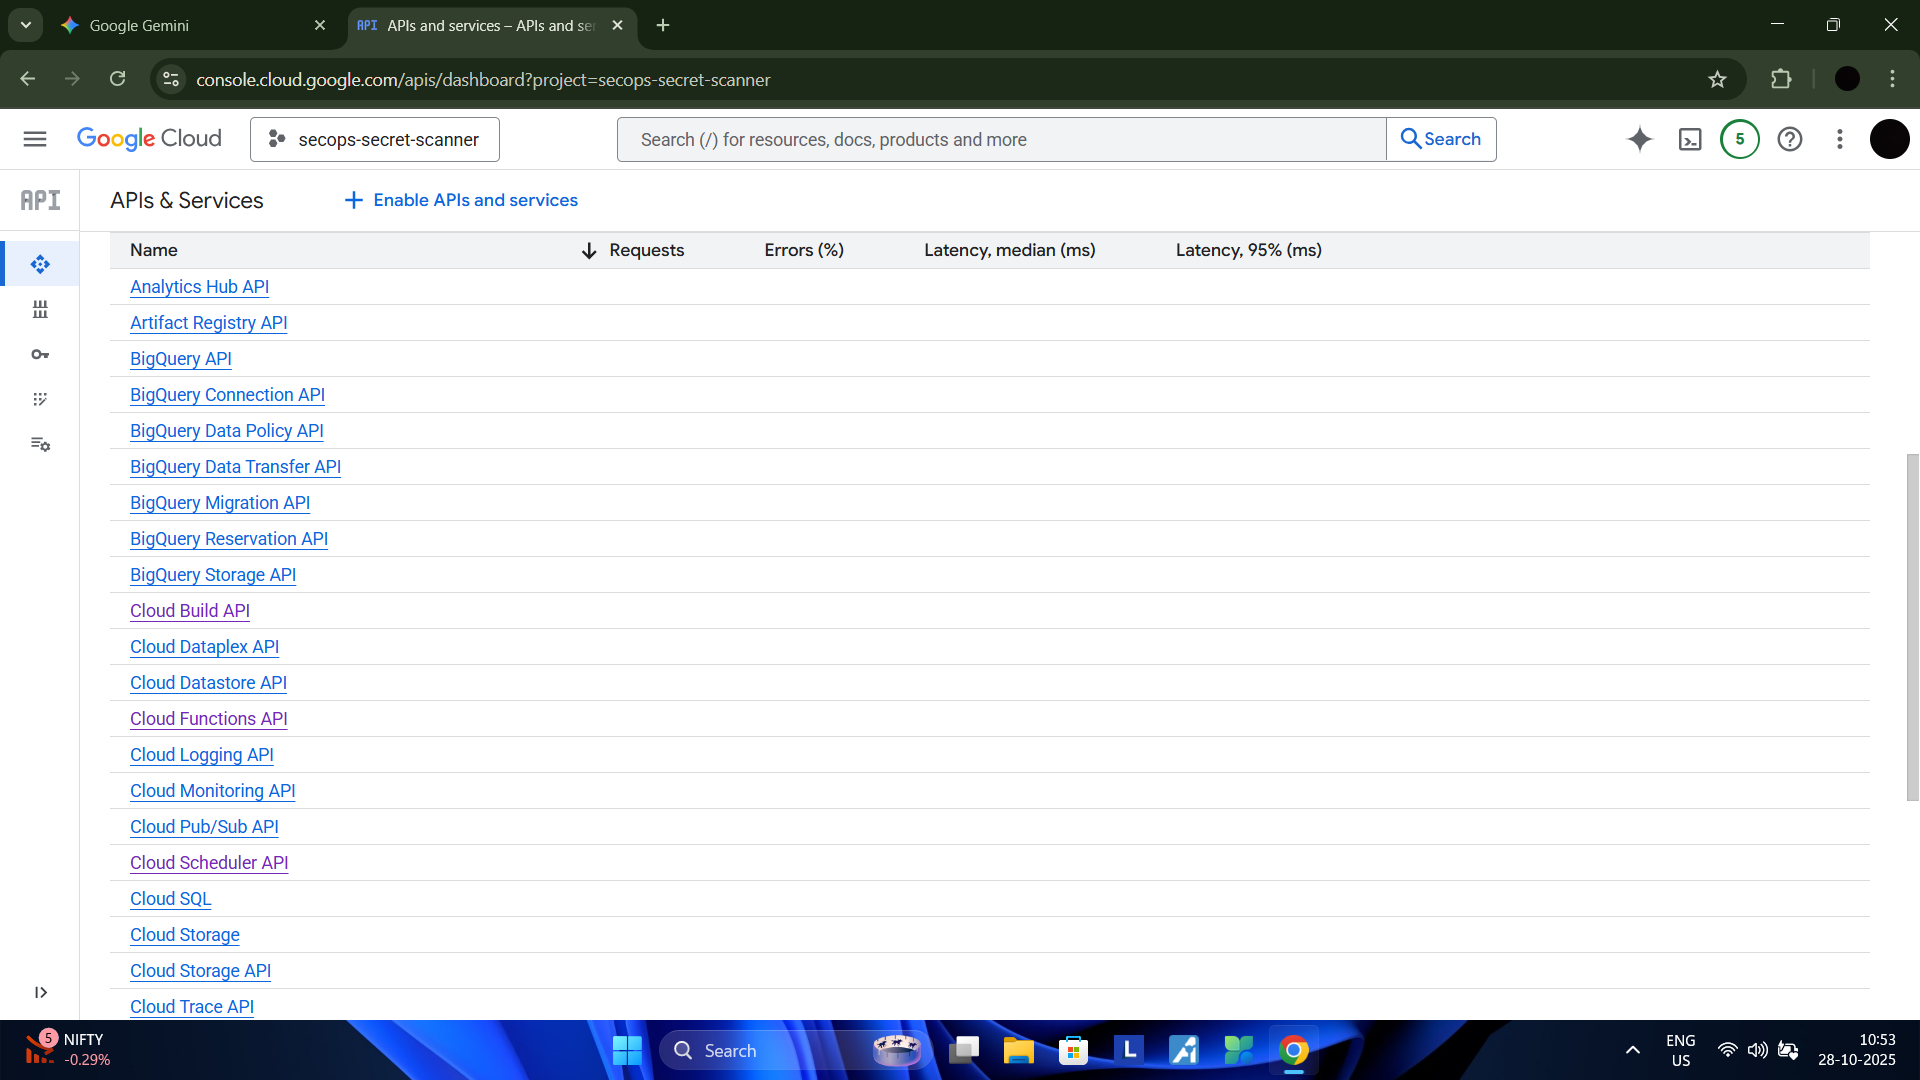 Google Gemini
API APIs and services – APIs and se
console.cloud.google.com/apis/dashboard?project=secops-secret-scanner
Google Cloud
secops-secret-scanner
Search (/) for resources, docs, products and more
Search
5
API
APIs & Services
Enable APIs and services
Name Requests Errors (%) Latency, median (ms) Latency, 95% (ms)
Analytics Hub API
Artifact Registry API
BigQuery API
BigQuery Connection API
BigQuery Data Policy API
BigQuery Data Transfer API
BigQuery Migration API
BigQuery Reservation API
BigQuery Storage API
Cloud Build API
Cloud Dataplex API
Cloud Datastore API
Cloud Functions API
Cloud Logging API
Cloud Monitoring API
Cloud Pub/Sub API
Cloud Scheduler API
Cloud SQL
Cloud Storage
Cloud Storage API
Cloud Trace API
5
NIFTY
-0.29%
Search
L
ENG
US
10:53
28-10-2025